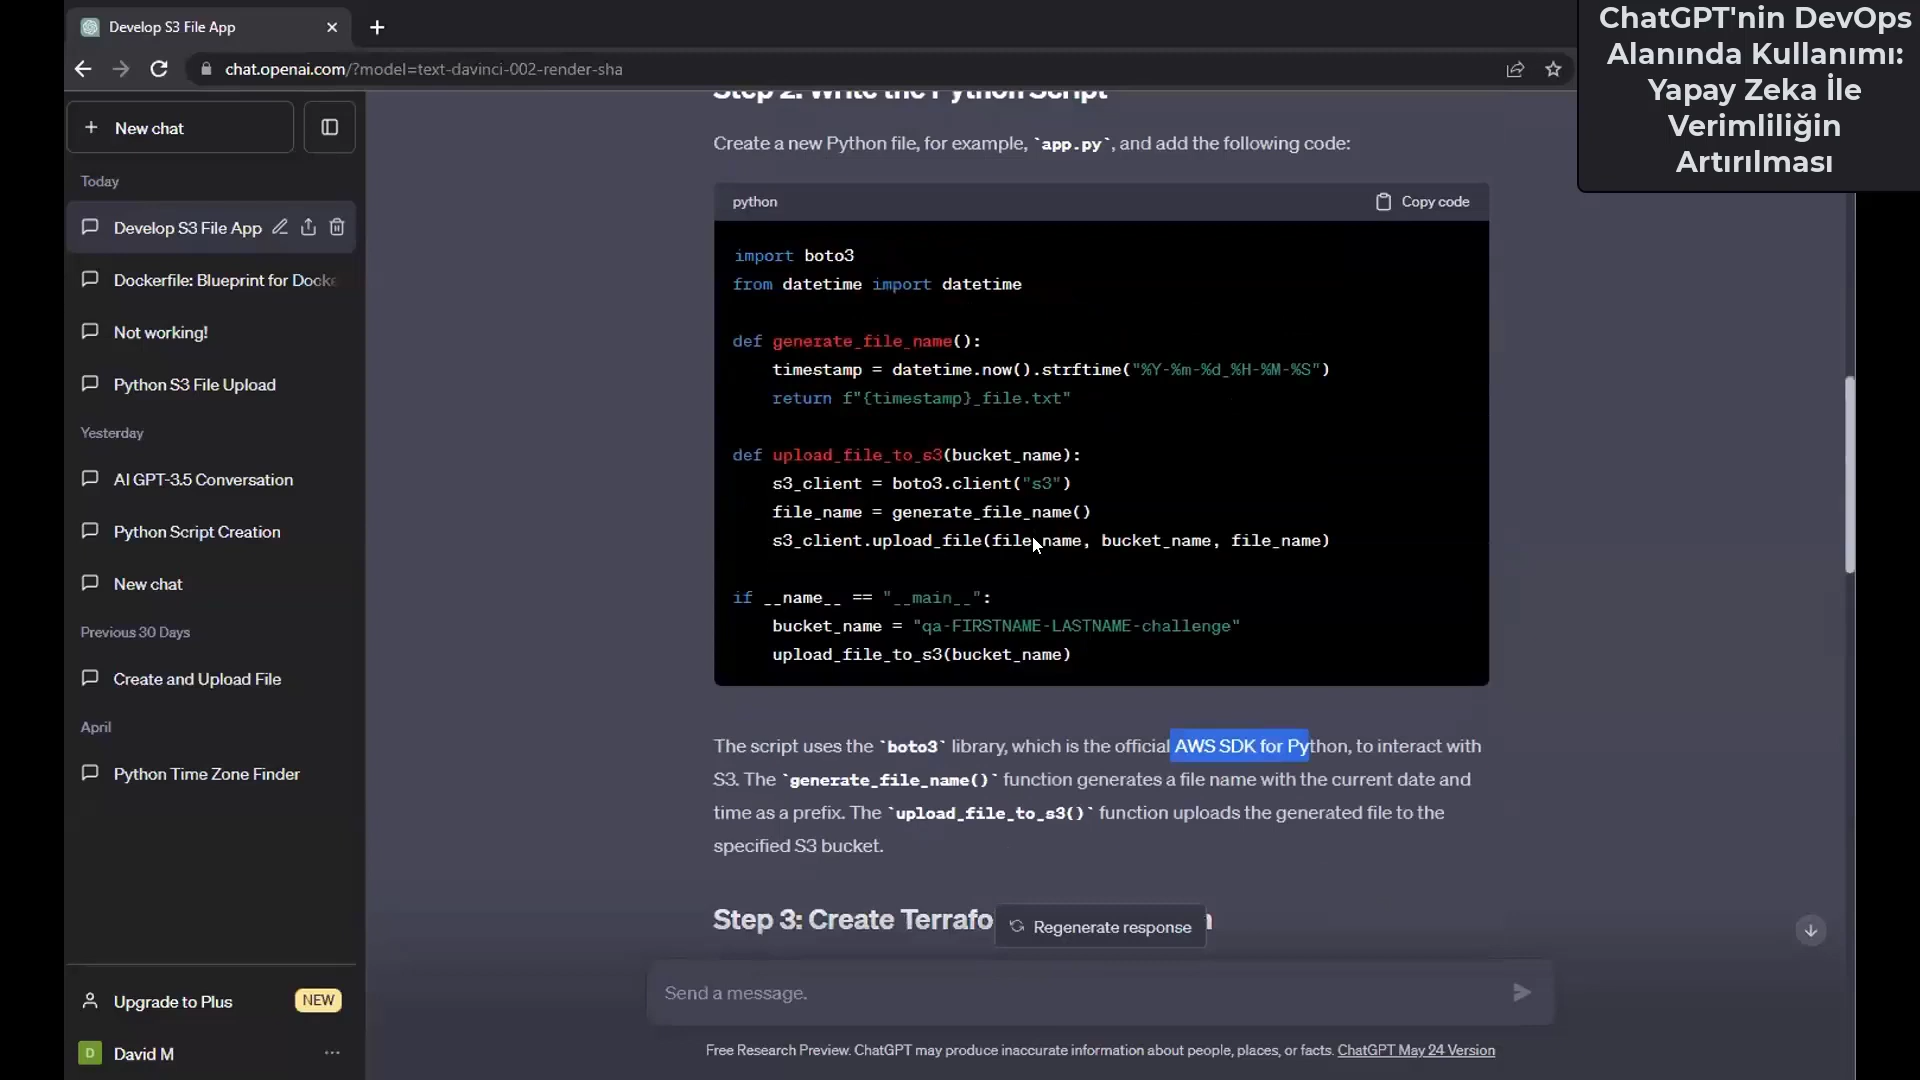 Develop S3 File App
chat.openai.com/?model=text-davinci-002-render-sha
ChatGPT'nin DevOps
Alanında Kullanımı:
Yapay Zeka İle
Verimliliğin
Artırılması
New chat
Today
Develop S3 File App
Dockerfile: Blueprint for Docke
Not working!
Python S3 File Upload
Yesterday
AI GPT-3.5 Conversation
Python Script Creation
New chat
Previous 30 Days
Create and Upload File
April
Python Time Zone Finder
Upgrade to Plus NEW
D David M
Step 2: Write the Python Script
Create a new Python file, for example, `app.py`, and add the following code:
python Copy code
import boto3
from datetime import datetime
def generate_file_name():
timestamp = datetime.now().strftime("%Y-%m-%d_%H-%M-%S")
return f"{timestamp}_file.txt"
def upload_file_to_s3(bucket_name):
s3_client = boto3.client("s3")
file_name = generate_file_name()
s3_client.upload_file(file_name, bucket_name, file_name)
if __name__ == "__main__":
bucket_name = "qa-FIRSTNAME-LASTNAME-challenge"
upload_file_to_s3(bucket_name)
The script uses the `boto3` library, which is the official AWS SDK for Python, to interact with
S3. The `generate_file_name()` function generates a file name with the current date and
time as a prefix. The `upload_file_to_s3()` function uploads the generated file to the
specified S3 bucket.
Step 3: Create Terrafo
Regenerate response
Send a message.
Free Research Preview. ChatGPT may produce inaccurate information about people, places, or facts. ChatGPT May 24 Version